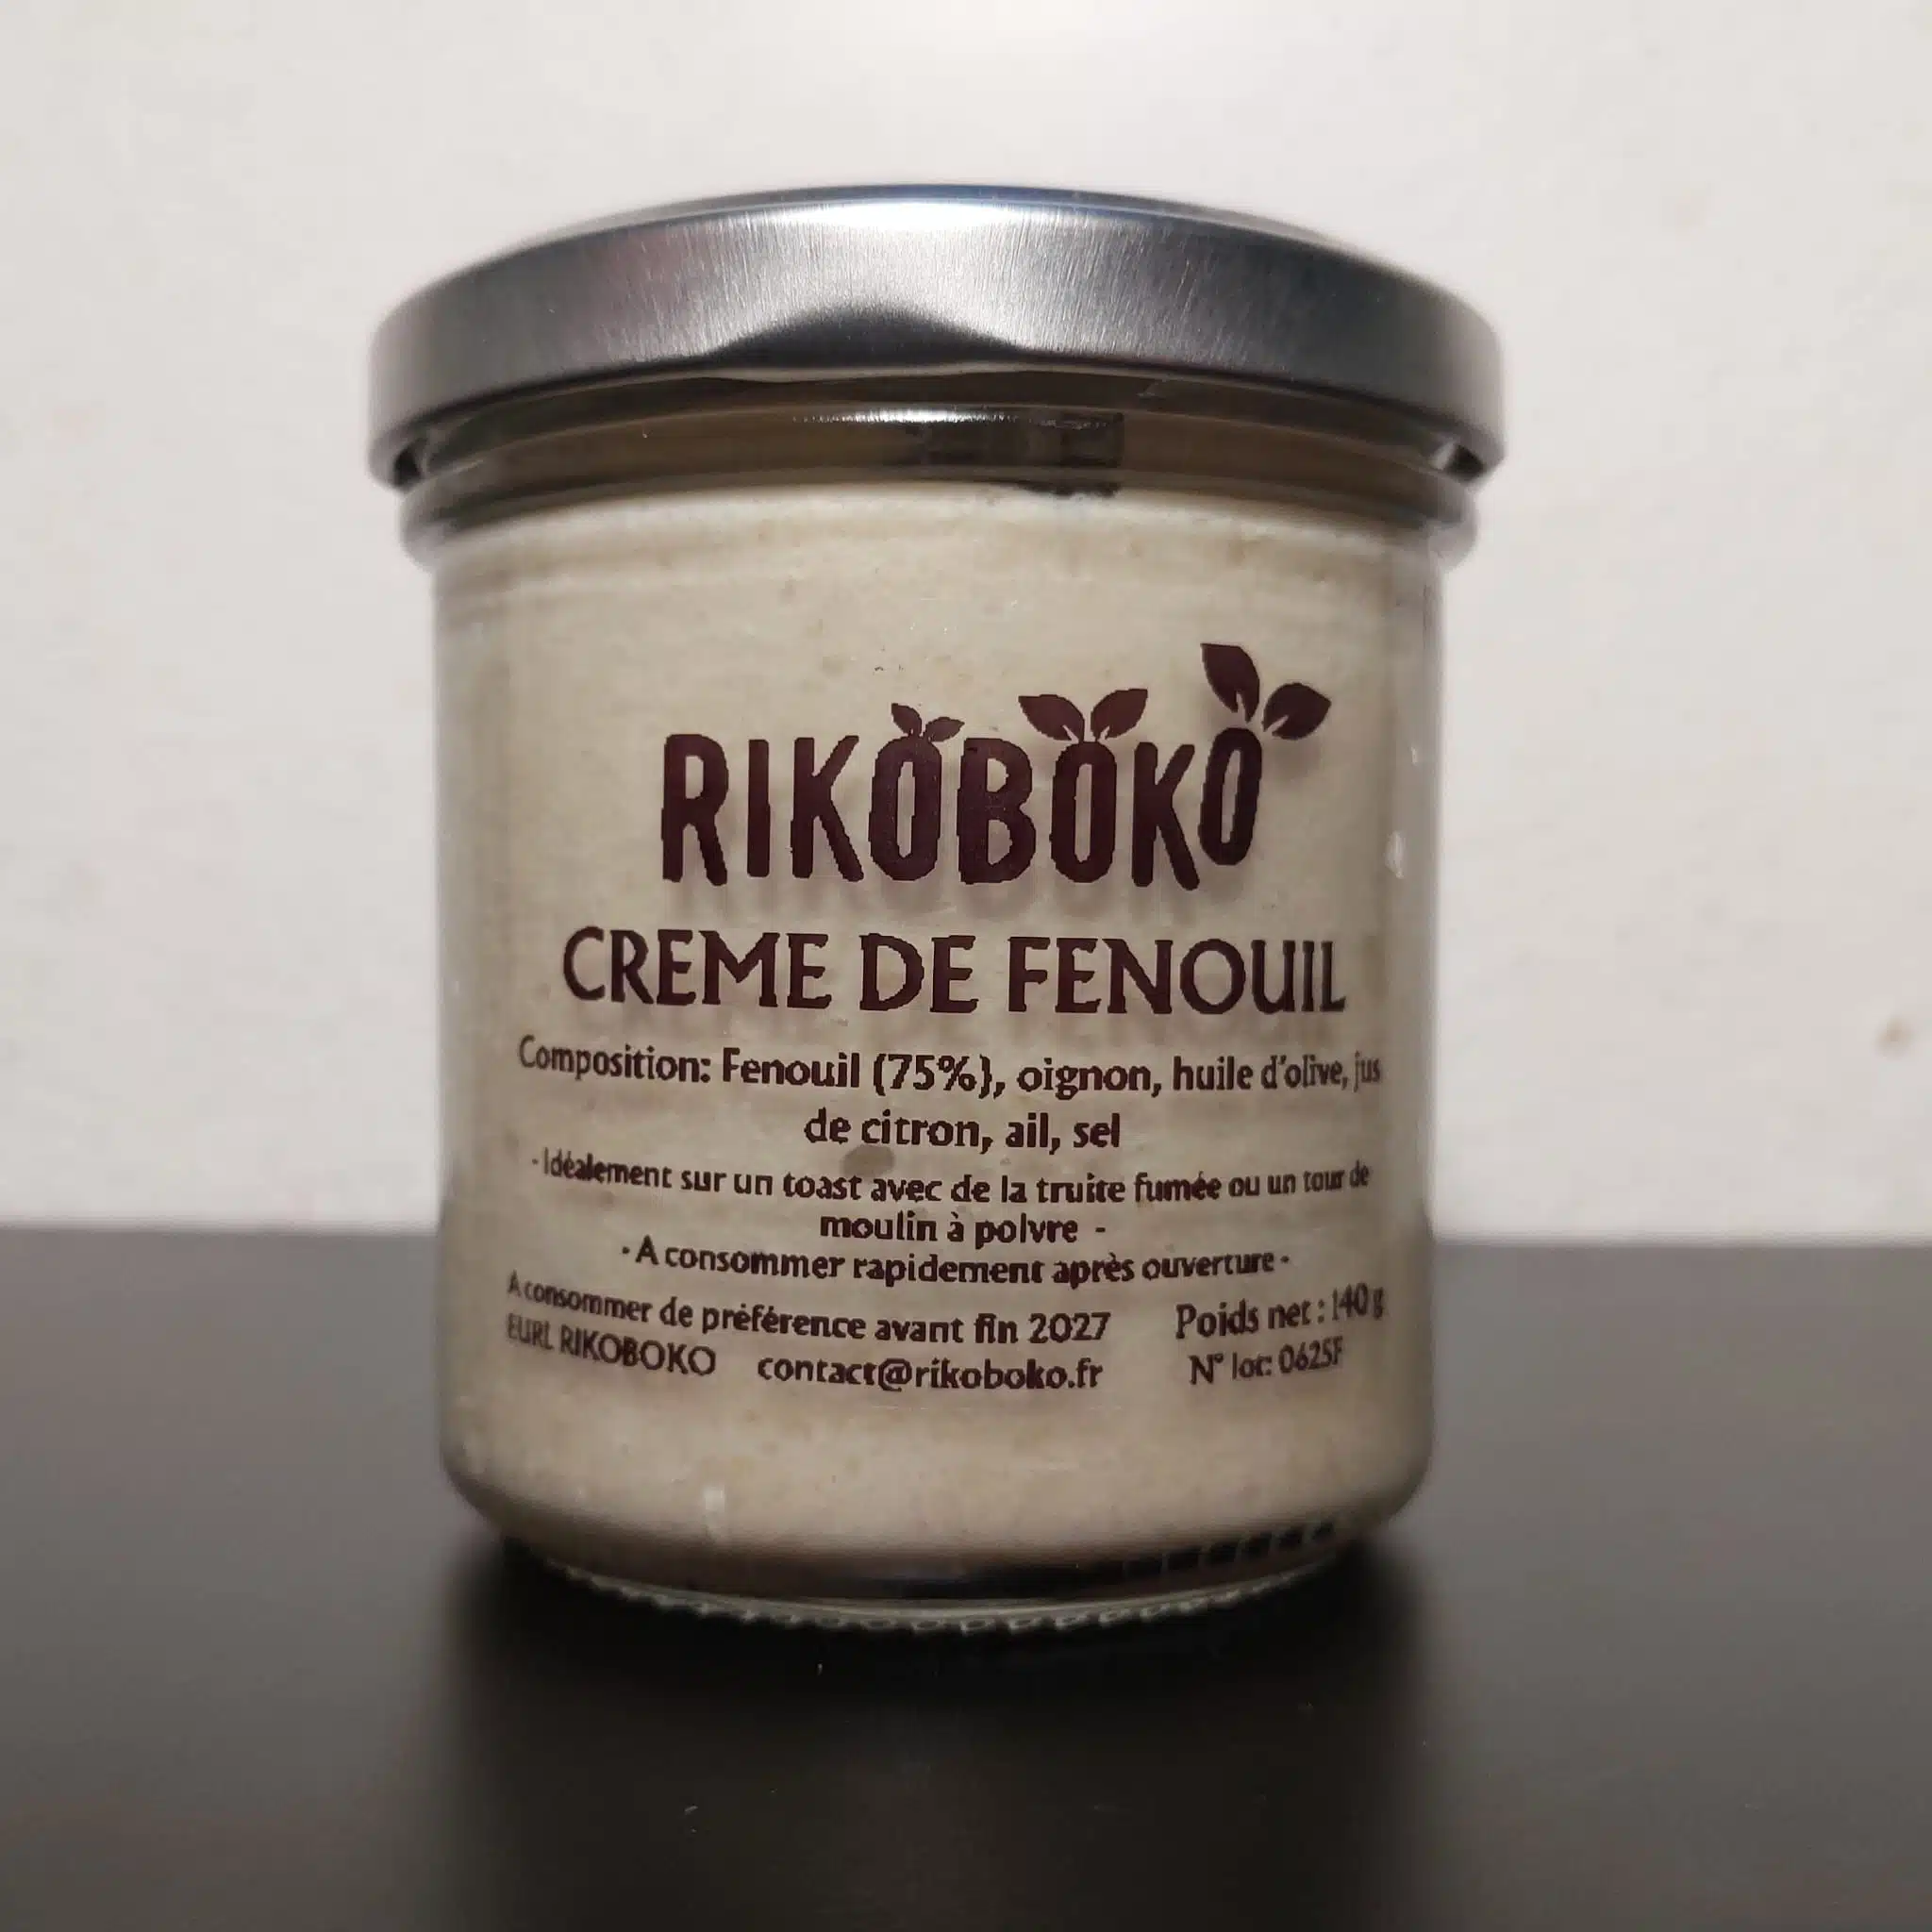 RIKOBOKO
CREME DE FENOUIL
Composition: Fenouil (75%), oignon, huile d'olive, jus
de citron, ail, sel
- Idéalement sur un toast avec de la truite fumée ou un tour de
moulin à poivre -
- A consommer rapidement après ouverture -
A consommer de préférence avant fin 2027
Poids net : 140 g
EURL RIKOBOKO contact@rikoboko.fr
N° lot: 0625F